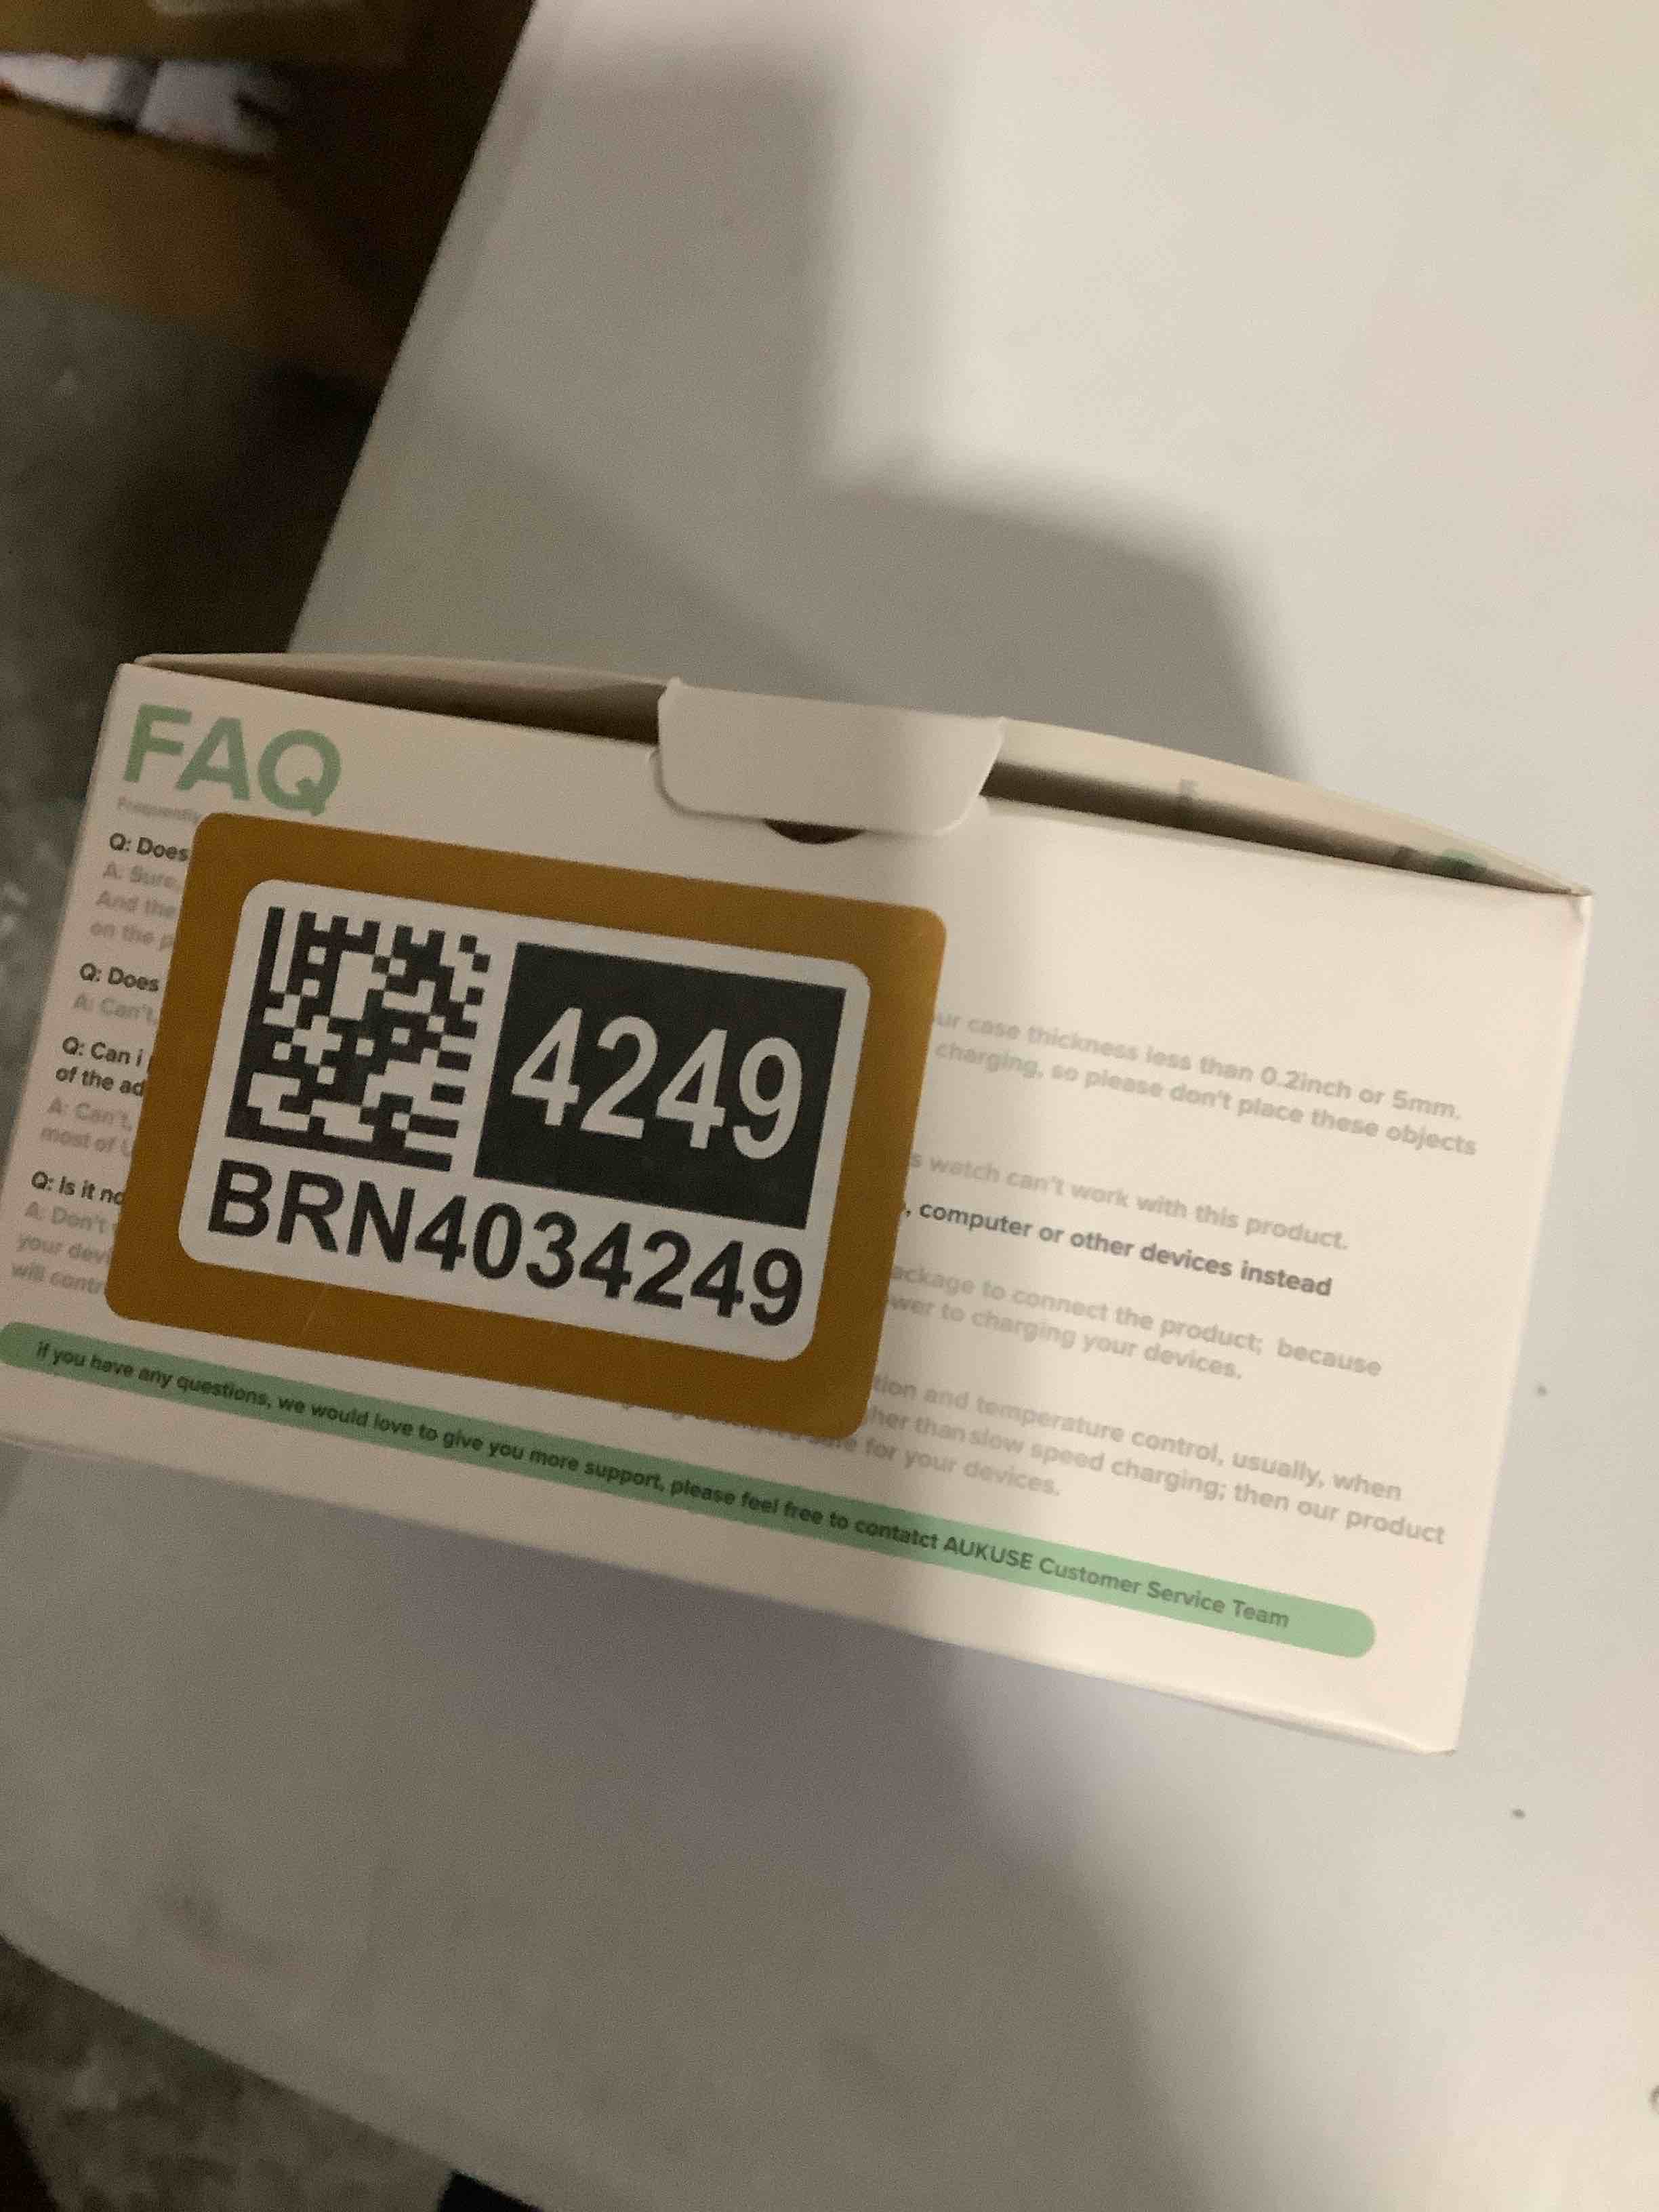 FAQ
Frequently
Q: Does
A: Sure,
And the
on the
Q: Does
A: Can't,
Q: Can i
of the ad
A: Can't,
most of
Q: Is it no
A: Don't
your devi
will contr
4249
BRN4034249
ur case thickness less than 0.2inch or 5mm.
charging, so please don't place these objects
s watch can't work with this product.
, computer or other devices instead
ackage to connect the product; because
wer to charging your devices.
tion and temperature control, usually, when
her than slow speed charging; then our product
for your devices.
if you have any questions, we would love to give you more support, please feel free to contatct AUKUSE Customer Service Team